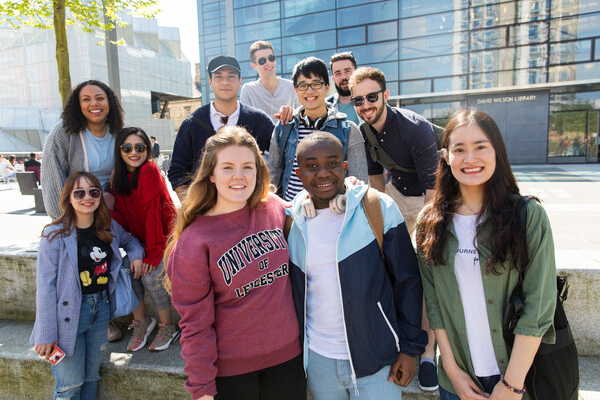 DAVID WILSON LIBRARY
UNIVERSITY
OF
LEICESTER